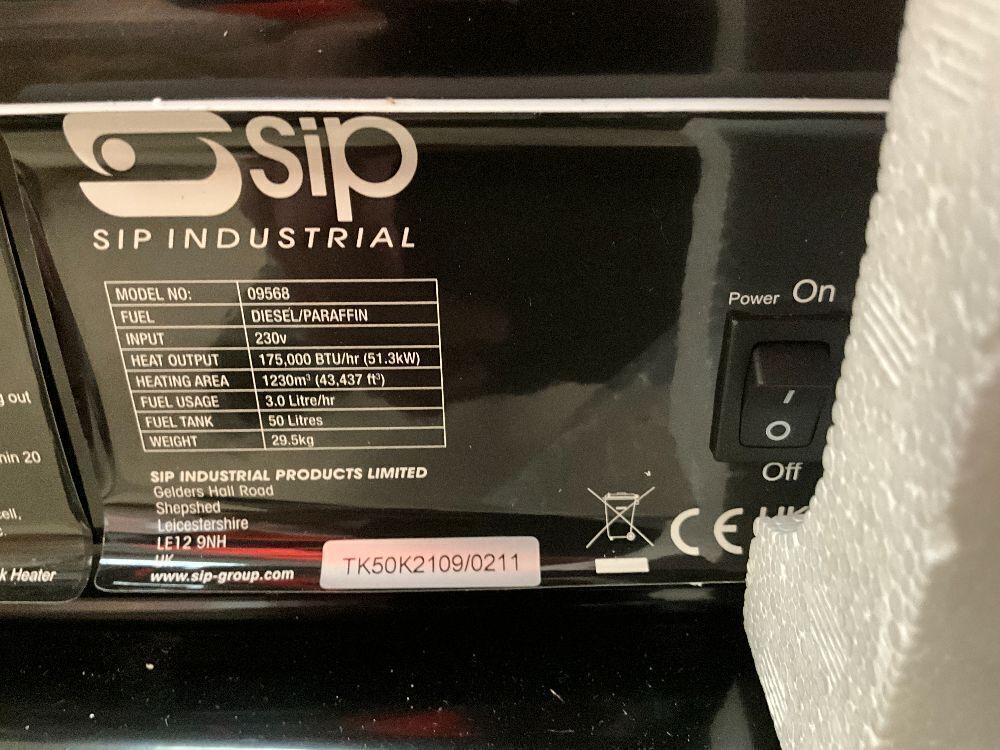 Sip
SIP INDUSTRIAL
MODEL NO: 09568
FUEL DIESEL/PARAFFIN
INPUT 230v
HEAT OUTPUT 175,000 BTU/hr (51.3kW)
HEATING AREA 1230m³ (43,437 ft³)
FUEL USAGE 3.0 Litre/hr
FUEL TANK 50 Litres
WEIGHT 29.5kg
SIP INDUSTRIAL PRODUCTS LIMITED
Gelders Hall Road
Shepshed
Leicestershire
LE12 9NH
UK
www.sip-group.com
TK50K2109/0211
Power On
I
O
Off
CE UK
out
min 20
Heater